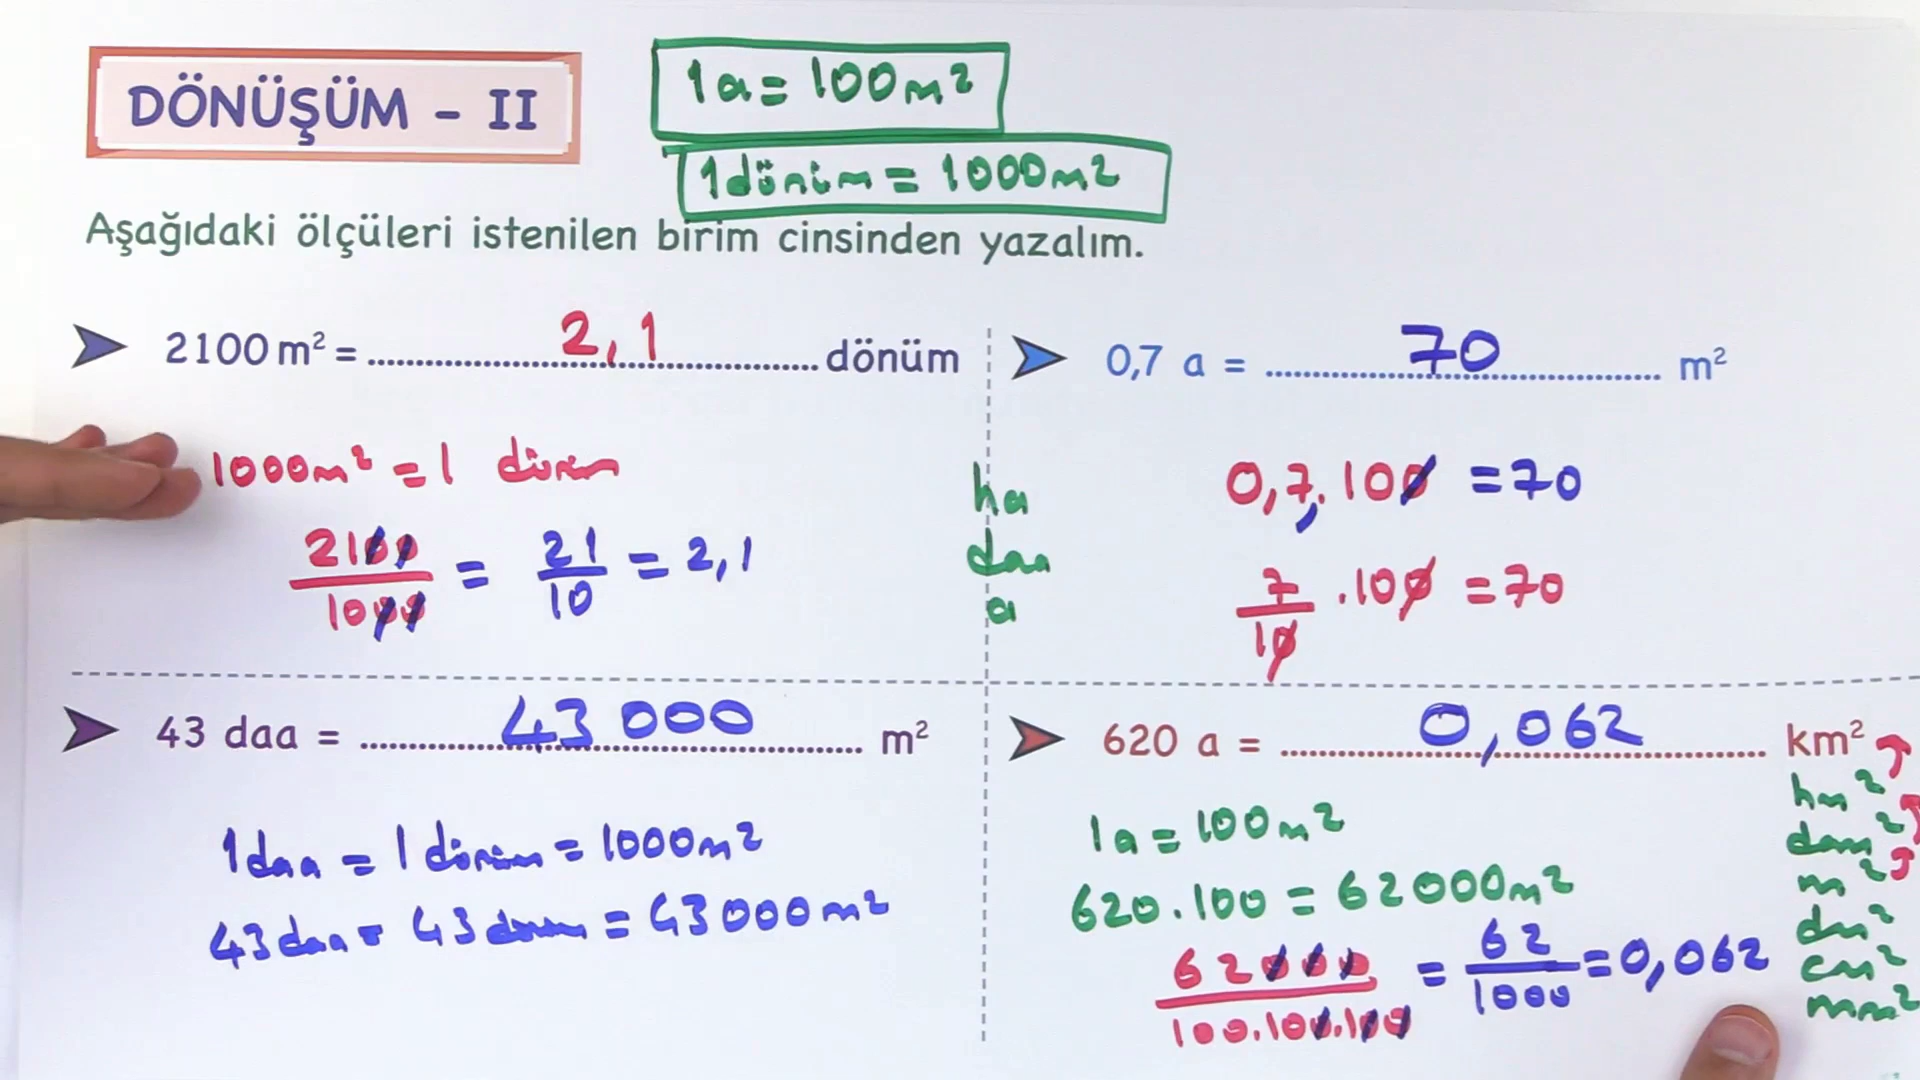 DÖNÜŞÜM - II
1a = 100m²
1dönüm = 1000m²
Aşağıdaki ölçüleri istenilen birim cinsinden yazalım.
2100 m² = 2,1 dönüm
1000m² = 1 dönüm
2100/1000 = 21/10 = 2,1
0,7 a = 70 m²
0,7.100 = 70
7/10 .100 = 70
ha
daa
a
43 daa = 43 000 m²
1daa = 1 dönüm = 1000m²
43daa = 43 dönüm = 43000m²
620 a = 0,062 km²
1a = 100m²
620.100 = 62000m²
62000/100.100.100 = 62/1000 = 0,062
hm²
dam²
m²
dm²
cm²
mm²